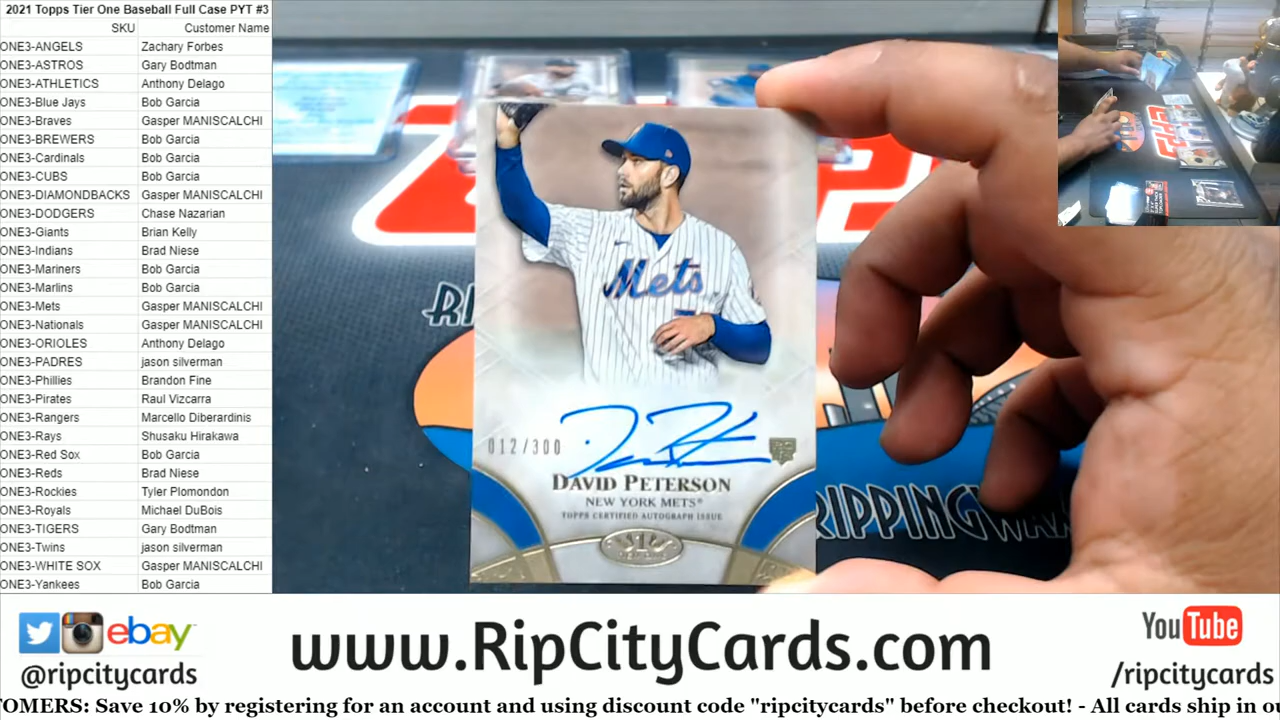 2021 Topps Tier One Baseball Full Case PYT #3
SKU Customer Name
ONE3-ANGELS Zachary Forbes
ONE3-ASTROS Gary Bodtman
ONE3-ATHLETICS Anthony Delago
ONE3-Blue Jays Bob Garcia
ONE3-Braves Gasper MANISCALCHI
ONE3-BREWERS Bob Garcia
ONE3-Cardinals Bob Garcia
ONE3-CUBS Bob Garcia
ONE3-DIAMONDBACKS Gasper MANISCALCHI
ONE3-DODGERS Chase Nazarian
ONE3-Giants Brian Kelly
ONE3-Indians Brad Niese
ONE3-Mariners Bob Garcia
ONE3-Marlins Bob Garcia
ONE3-Mets Gasper MANISCALCHI
ONE3-Nationals Gasper MANISCALCHI
ONE3-ORIOLES Anthony Delago
ONE3-PADRES jason silverman
ONE3-Phillies Brandon Fine
ONE3-Pirates Raul Vizcarra
ONE3-Rangers Marcello Diberardinis
ONE3-Rays Shusaku Hirakawa
ONE3-Red Sox Bob Garcia
ONE3-Reds Brad Niese
ONE3-Rockies Tyler Plomondon
ONE3-Royals Michael DuBois
ONE3-TIGERS Gary Bodtman
ONE3-Twins jason silverman
ONE3-WHITE SOX Gasper MANISCALCHI
ONE3-Yankees Bob Garcia
Mets
012/300
DAVID PETERSON
NEW YORK METS®
TOPPS CERTIFIED AUTOGRAPH ISSUE
ebay
@ripcitycards
www.RipCityCards.com
YouTube
/ripcitycards
TOMERS: Save 10% by registering for an account and using discount code "ripcitycards" before checkout! - All cards ship in ou